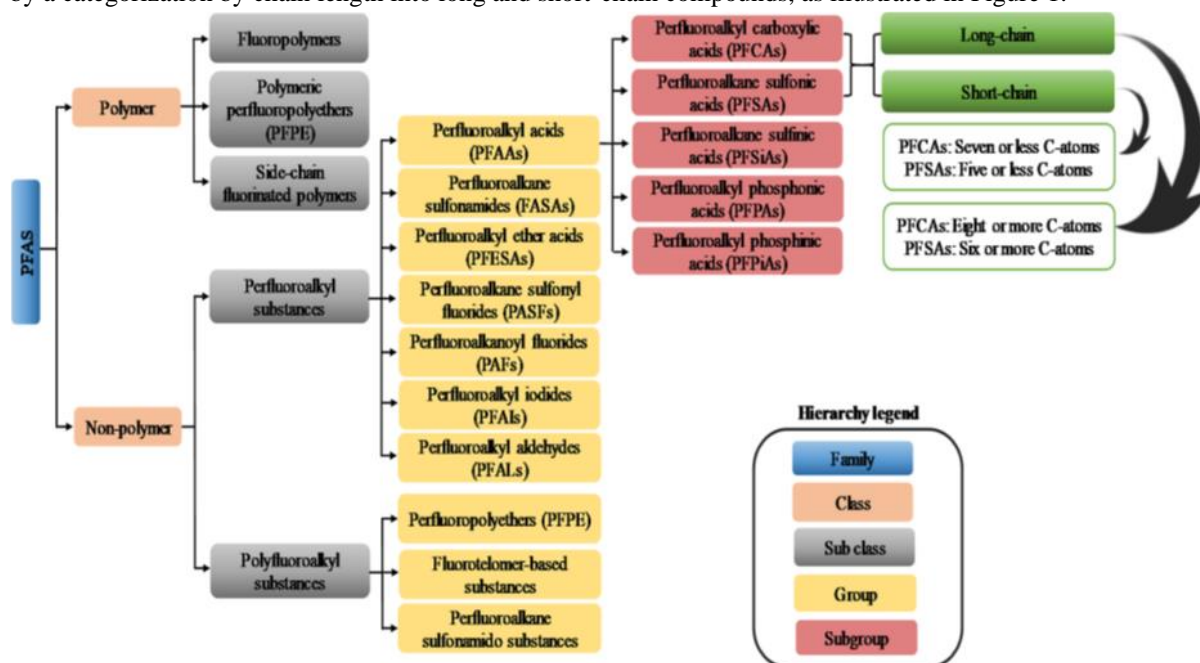 by a categorization by chain length into long and short-chain compounds, as illustrated in Figure 1.
PFAS
Polymer
Non-polymer
Fluoropolymers
Polymeric
perfluoropolyethers
(PFPE)
Side-chain
fluorinated polymers
Perfluoroalkyl
substances
Polyfluoroalkyl
substances
Perfluoroalkyl acids
(PFAAs)
Perfluoroalkane
sulfonamides (FASAs)
Perfluoroalkyl ether acids
(PFESAs)
Perfluoroalkane sulfonyl
fluorides (PASFs)
Perfluoroalkanoyl fluorides
(PAFs)
Perfluoroalkyl iodides
(PFAIs)
Perfluoroalkyl aldehydes
(PFALs)
Perfluoropolyethers (PFPE)
Fluorotelomer-based
substances
Perfluoroalkane
sulfonamido substances
Perfluoroalkyl carboxylic
acids (PFCAs)
Perfluoroalkane sulfonic
acids (PFSAs)
Perfluoroalkane sulfinic
acids (PFSiAs)
Perfluoroalkyl phosphonic
acids (PFPAs)
Perfluoroalkyl phosphinic
acids (PFPiAs)
Long-chain
Short-chain
PFCAs: Seven or less C-atoms
PFSAs: Five or less C-atoms
PFCAs: Eight or more C-atoms
PFSAs: Six or more C-atoms
Hierarchy legend
Family
Class
Sub class
Group
Subgroup